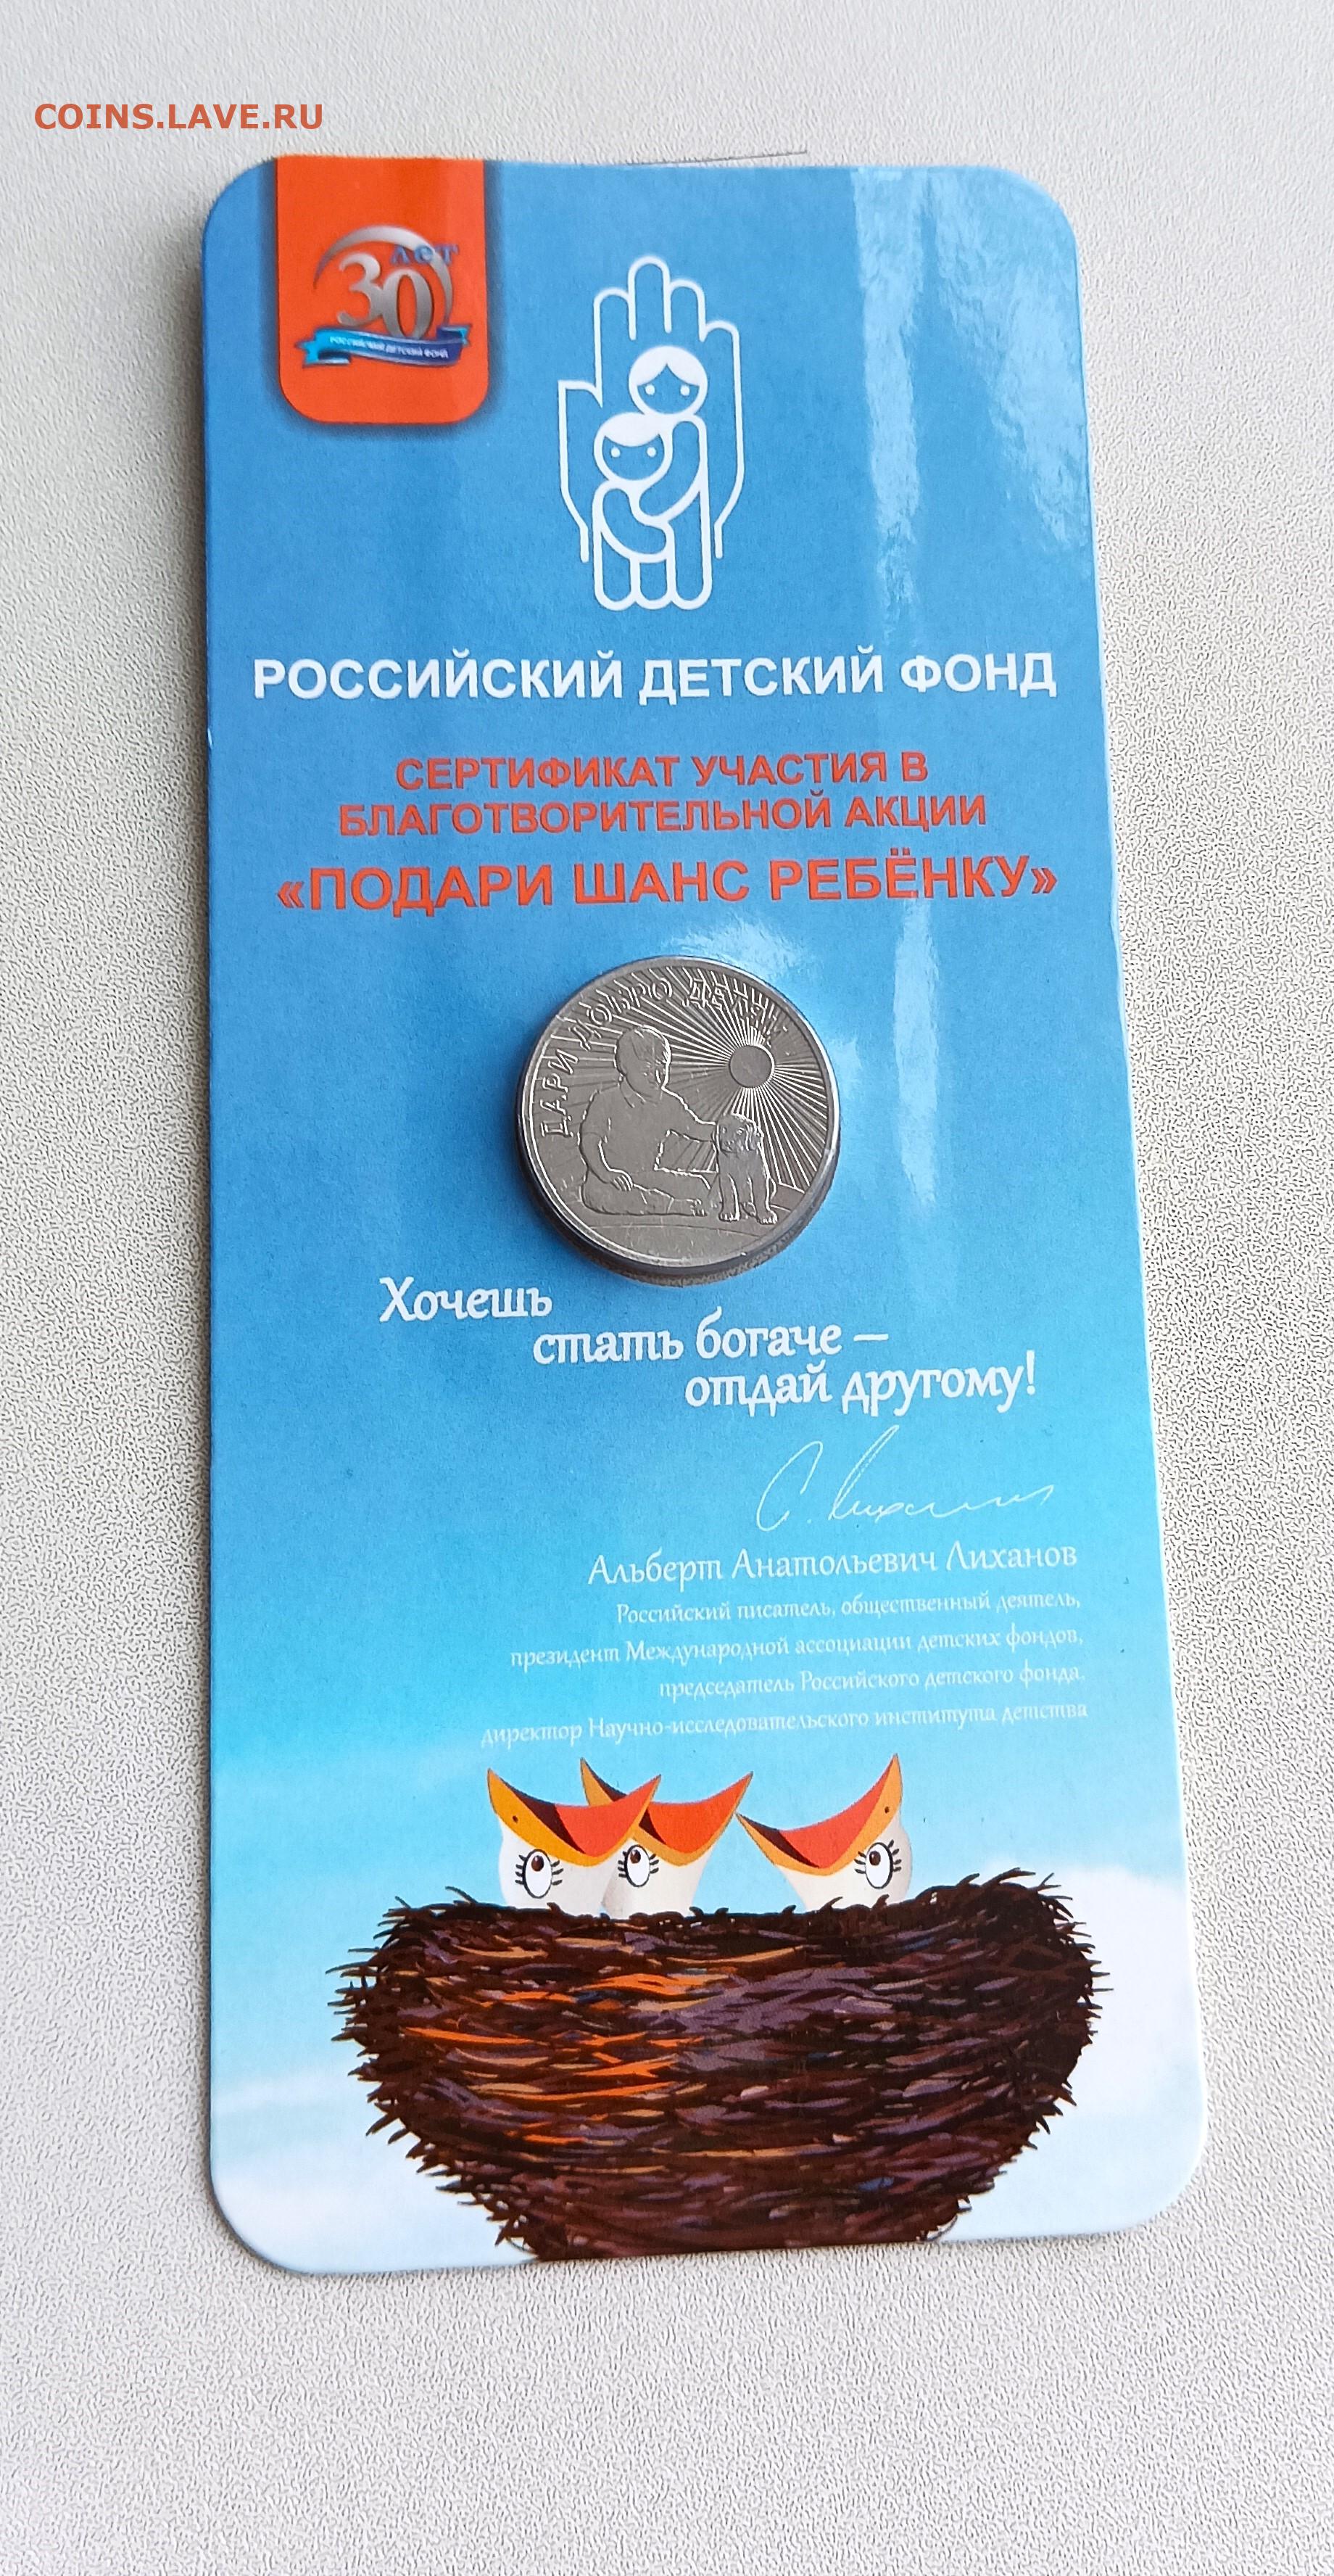 COINS.LAVE.RU
30 лет
РОССИЙСКИЙ ДЕТСКИЙ ФОНД
РОССИЙСКИЙ ДЕТСКИЙ ФОНД
СЕРТИФИКАТ УЧАСТИЯ В
БЛАГОТВОРИТЕЛЬНОЙ АКЦИИ
«ПОДАРИ ШАНС РЕБЁНКУ»
ДАРИ ДОБРО ДЕТЯМ
Хочешь
стать богаче –
отдай другому!
Альберт Анатольевич Лиханов
Российский писатель, общественный деятель,
президент Международной ассоциации детских фондов,
председатель Российского детского фонда,
директор Научно-исследовательского института детства